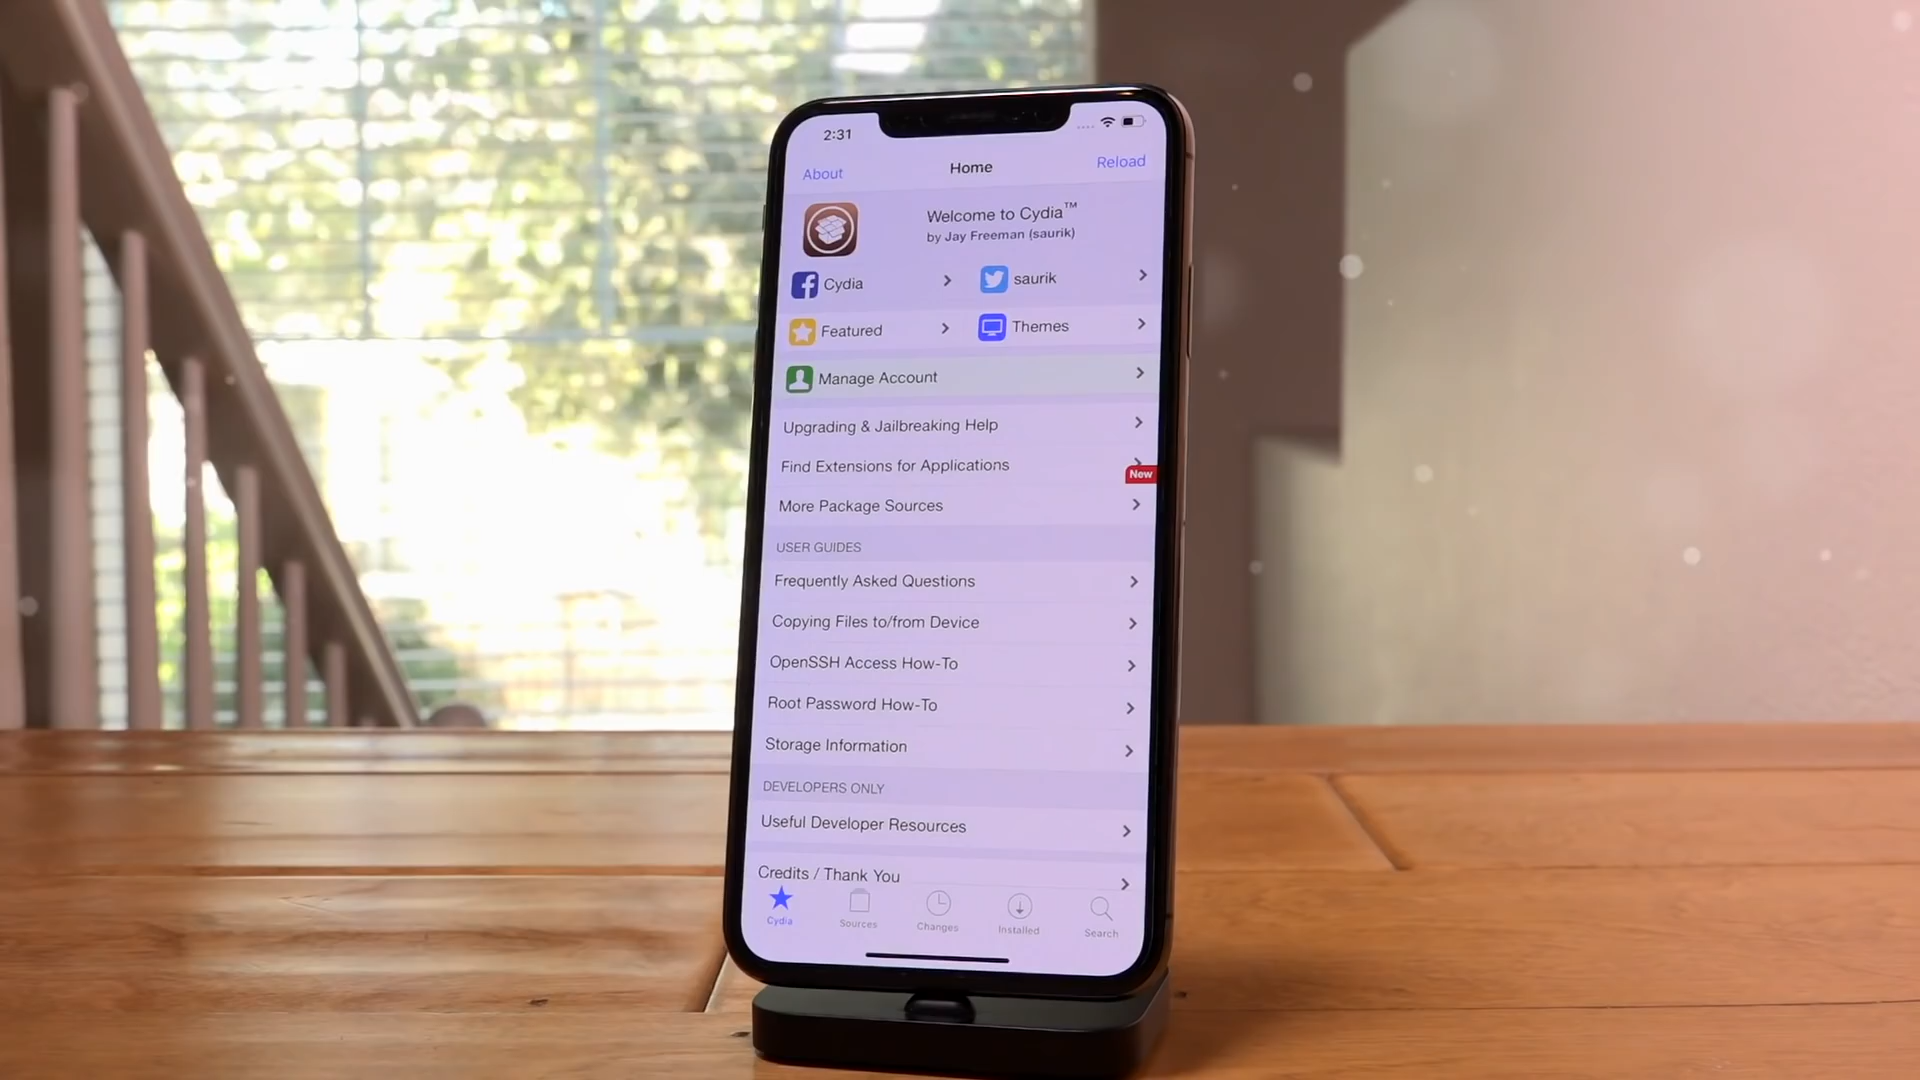 2:31
About
Home
Reload
Welcome to Cydia™
by Jay Freeman (saurik)
Cydia
saurik
Featured
Themes
Manage Account
Upgrading & Jailbreaking Help
Find Extensions for Applications
New
More Package Sources
USER GUIDES
Frequently Asked Questions
Copying Files to/from Device
OpenSSH Access How-To
Root Password How-To
Storage Information
DEVELOPERS ONLY
Useful Developer Resources
Credits / Thank You
Cydia
Sources
Changes
Installed
Search